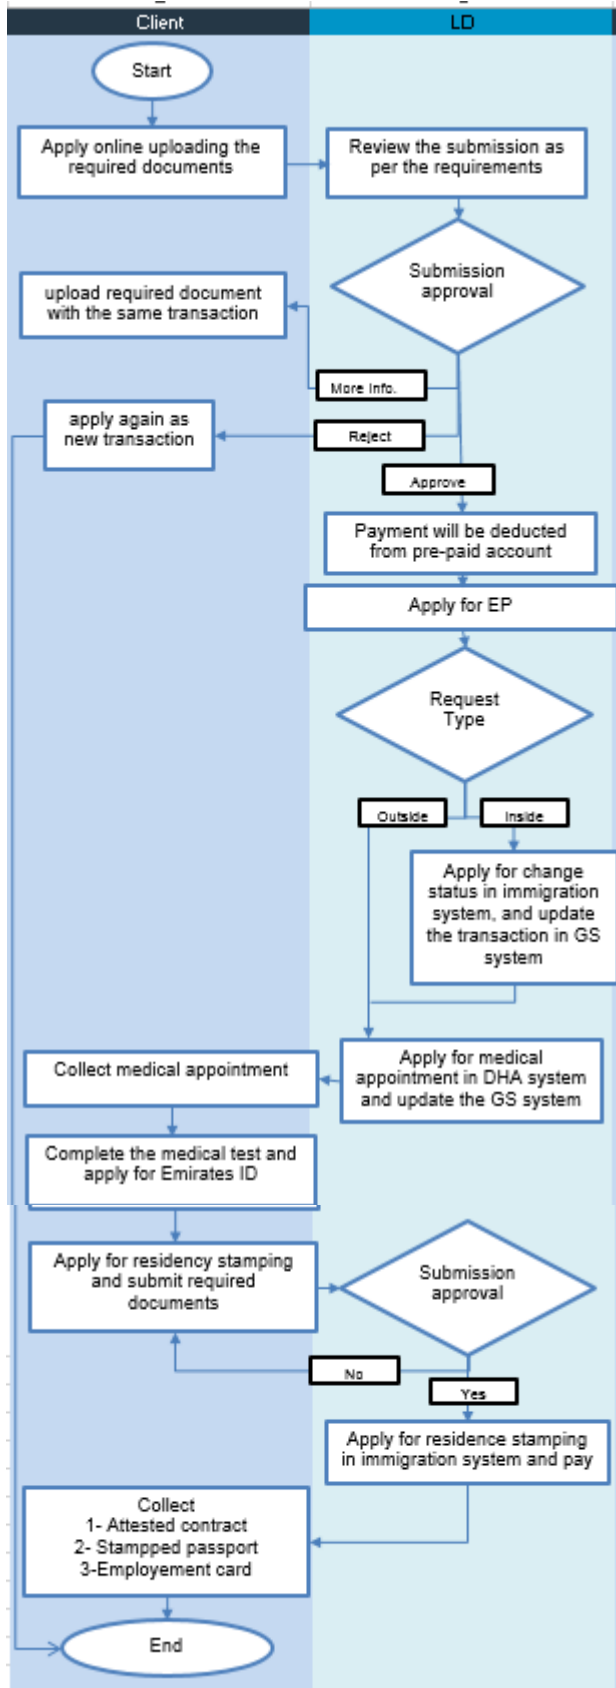 Client
LD
Start
Apply online uploading the
required documents
Review the submission as
per the requirements
Submission
approval
upload required document
with the same transaction
More Info.
apply again as
new transaction
Reject
Approve
Payment will be deducted
from pre-paid account
Apply for EP
Request
Type
Outside
Inside
Apply for change
status in immigration
system, and update
the transaction in GS
system
Collect medical appointment
Apply for medical
appointment in DHA system
and update the GS system
Complete the medical test and
apply for Emirates ID
Apply for residency stamping
and submit required
documents
Submission
approval
No
Yes
Apply for residence stamping
in immigration system and pay
Collect
1- Attested contract
2- Stampped passport
3-Employement card
End